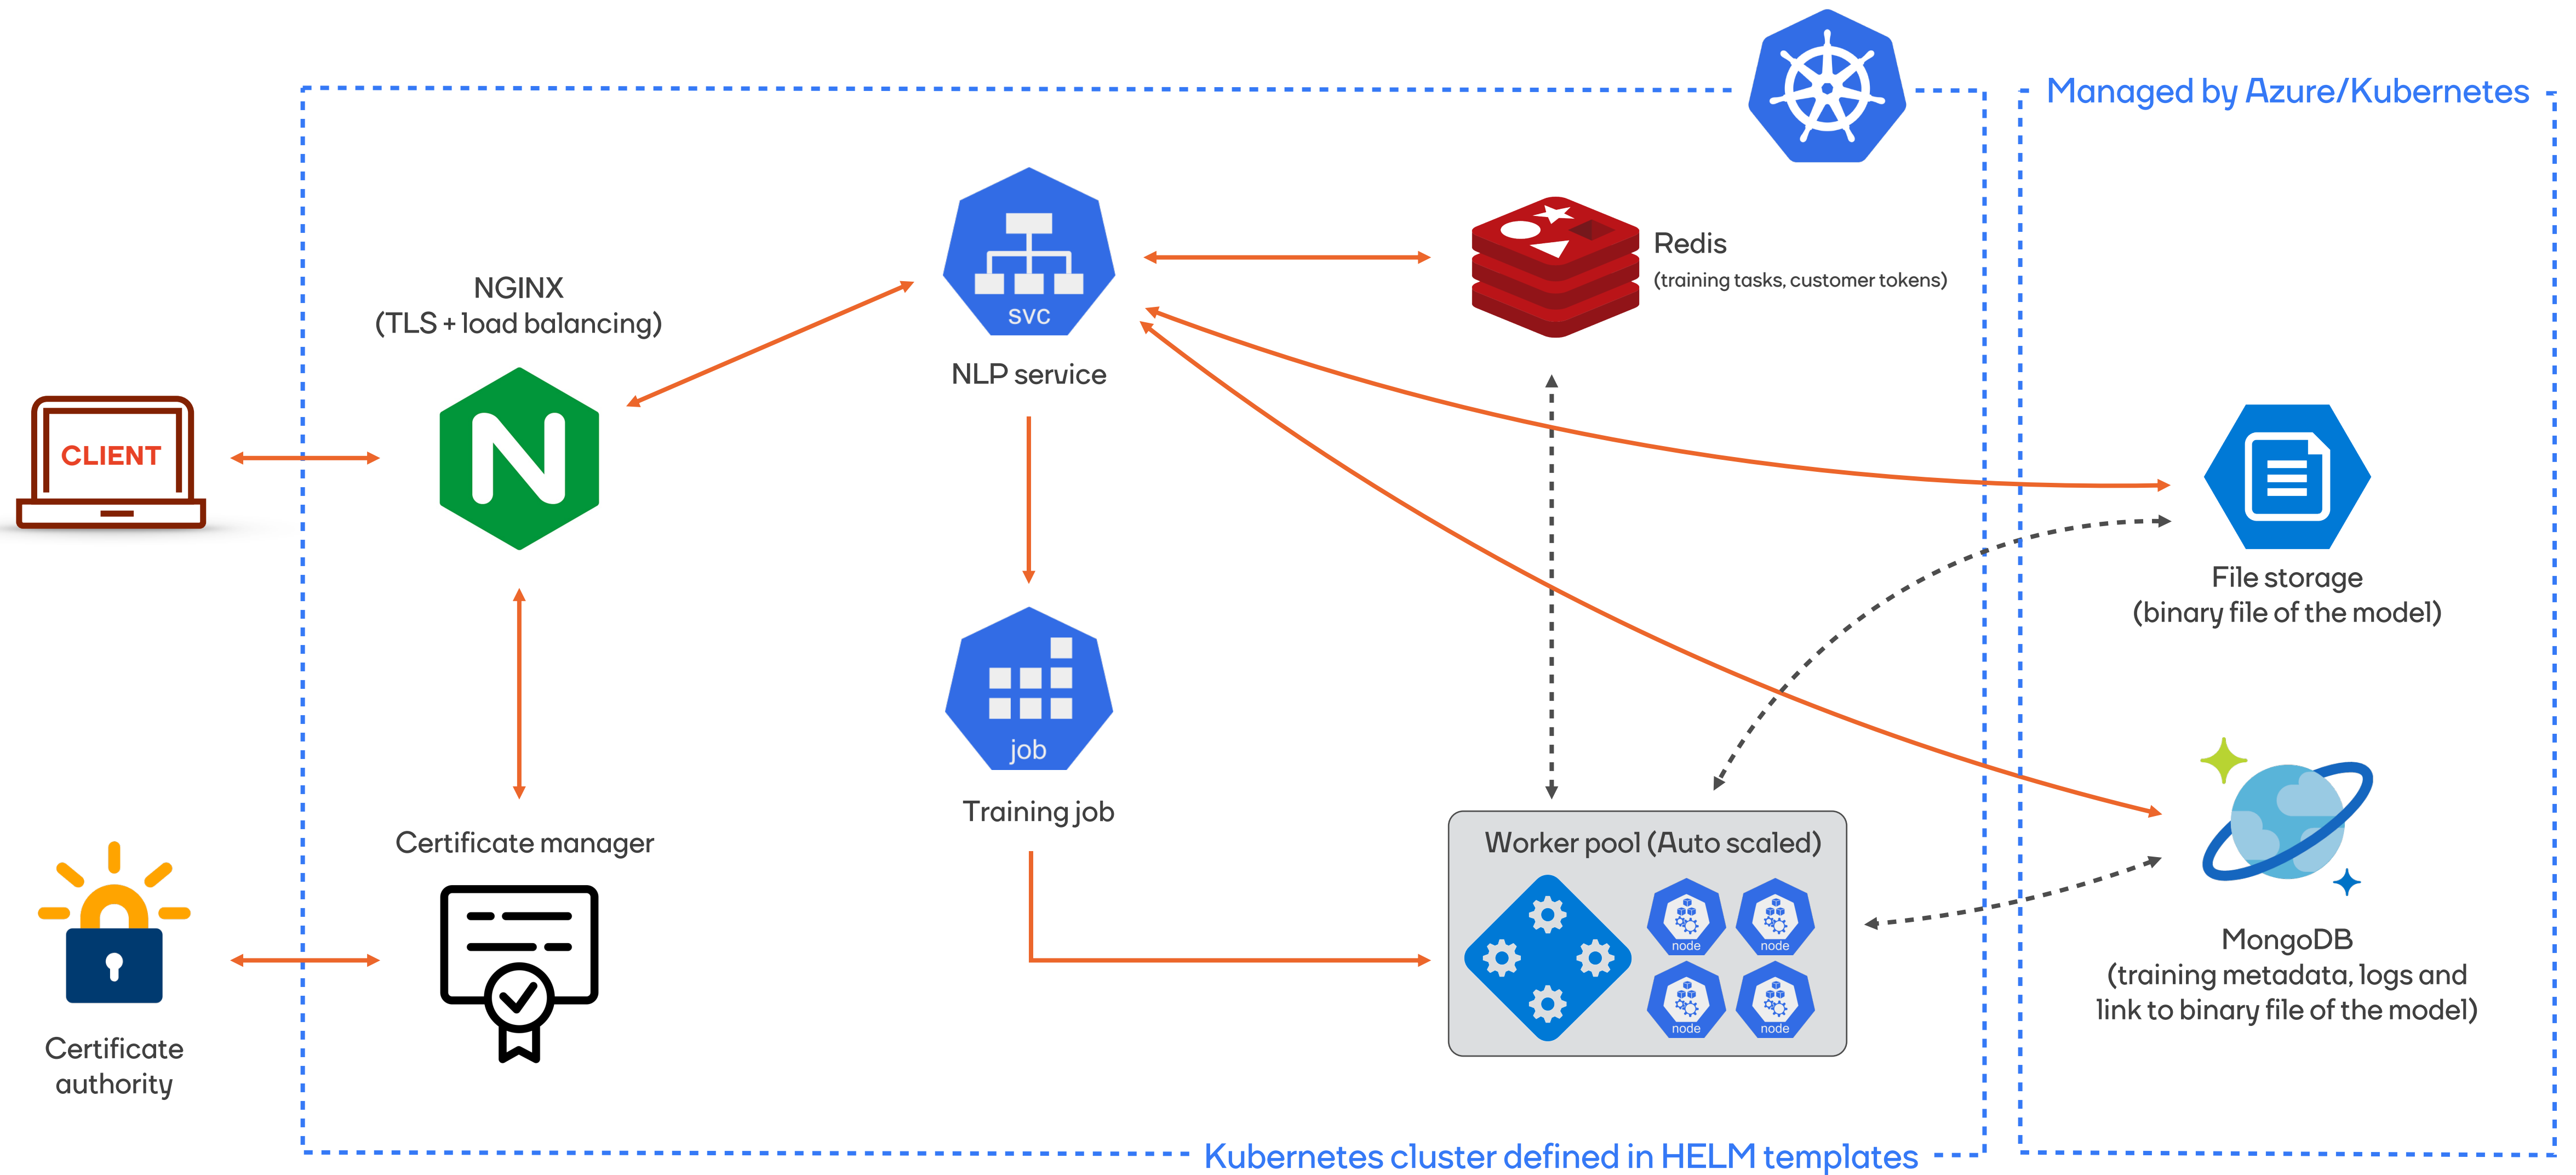 Managed by Azure/Kubernetes
svc
NLP service
Redis
(training tasks, customer tokens)
NGINX
(TLS + load balancing)
CLIENT
N
File storage
(binary file of the model)
job
Training job
Certificate manager
Worker pool (Auto scaled)
node
node
node
node
MongoDB
(training metadata, logs and
link to binary file of the model)
Certificate
authority
Kubernetes cluster defined in HELM templates